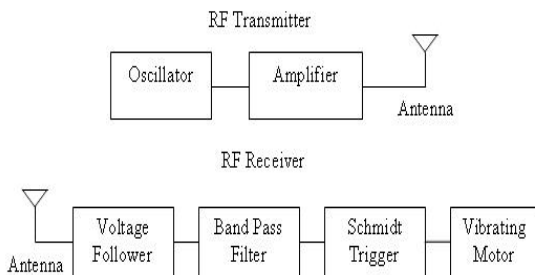 RF Transmitter
Oscillator
Amplifier
Antenna
RF Receiver
Antenna
Voltage
Follower
Band Pass
Filter
Schmidt
Trigger
Vibrating
Motor